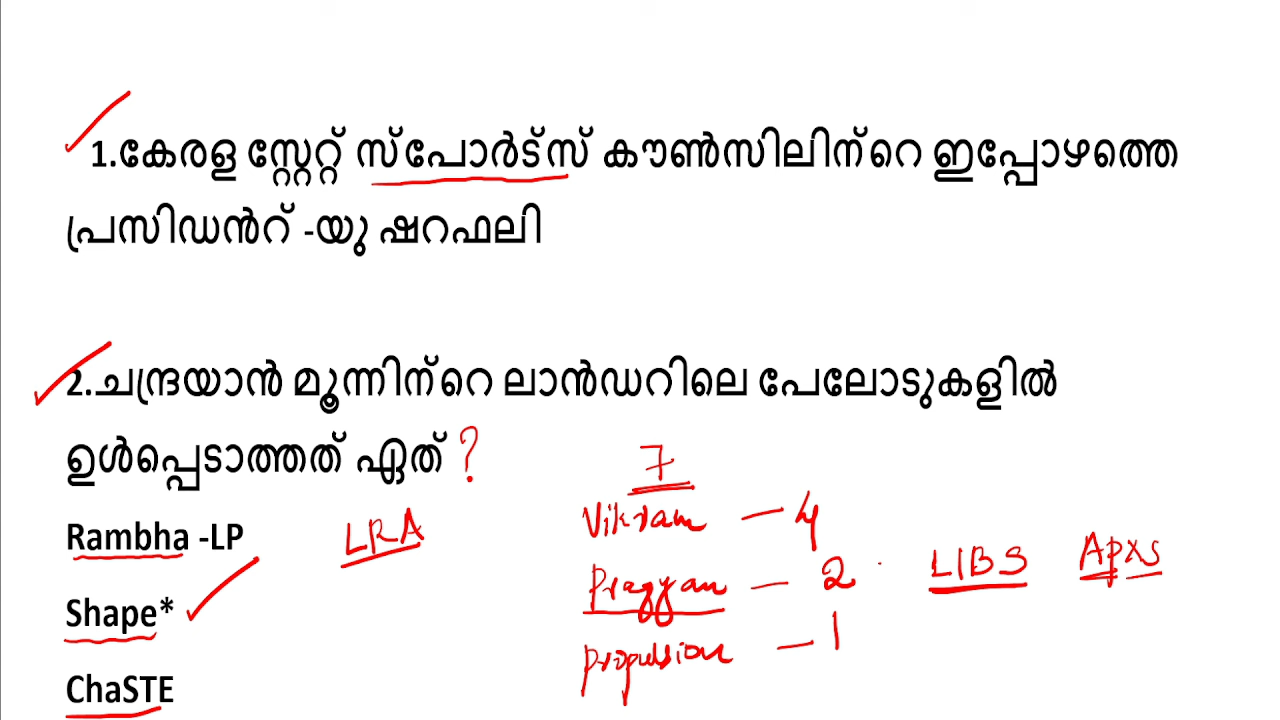 1.കേരള സ്റ്റേറ്റ് സ്പോർട്സ് കൗൺസിലിന്റെ ഇപ്പോഴത്തെ
പ്രസിഡൻറ് -യു ഷറഫലി
2.ചന്ദ്രയാൻ മൂന്നിന്റെ ലാൻഡറിലെ പേലോടുകളിൽ
ഉൾപ്പെടാത്തത് ഏത് ?
7
Rambha -LP LRA Vikram - 4
Shape* Pragyan - 2 LIBS APXS
Propulsion - 1
ChaSTE